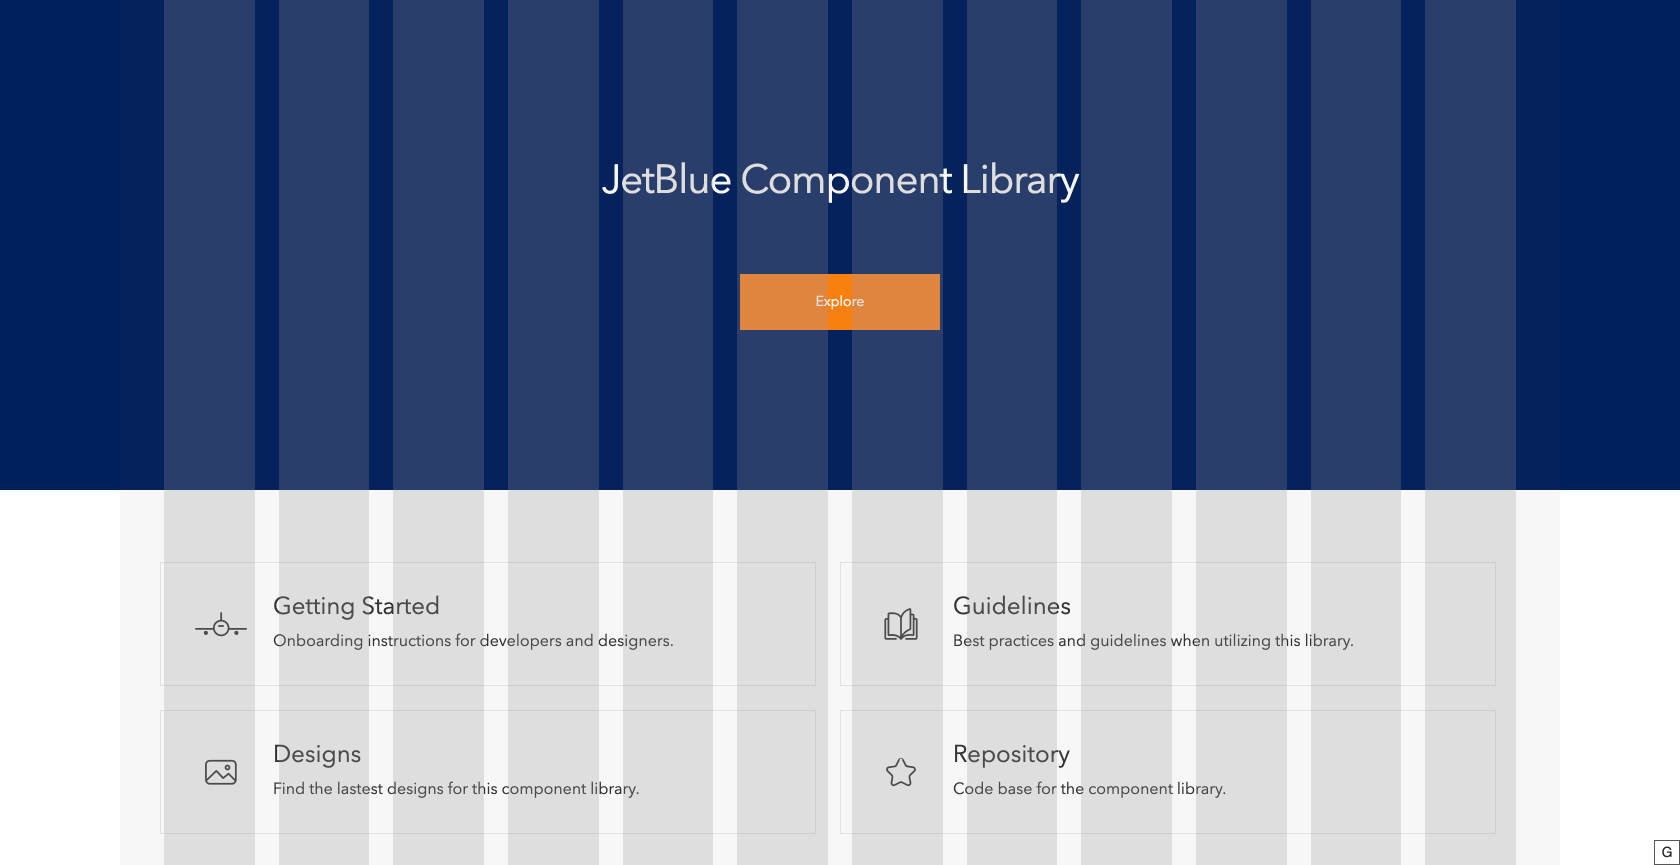 JetBlue Component Library
Explore
Getting Started
Onboarding instructions for developers and designers.
Guidelines
Best practices and guidelines when utilizing this library.
Designs
Find the lastest designs for this component library.
Repository
Code base for the component library.
G